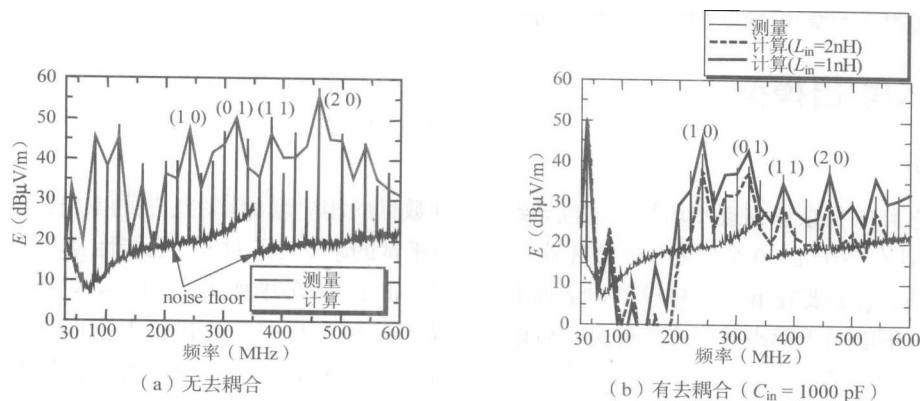 E（dBμV/m）
60
50
40
30
20
10
0
(1 0)
(0 1)
(1 1)
(2 0)
noise floor
测量
计算
30 100 200 300 400 500 600
频率（MHz）
（a）无去耦合
测量
计算(Lin=2nH)
计算(Lin=1nH)
E（dBμV/m）
60
50
40
30
20
10
0
(1 0)
(0 1)
(1 1)
(2 0)
30 100 200 300 400 500 600
频率（MHz）
（b）有去耦合（Cin = 1000 pF）